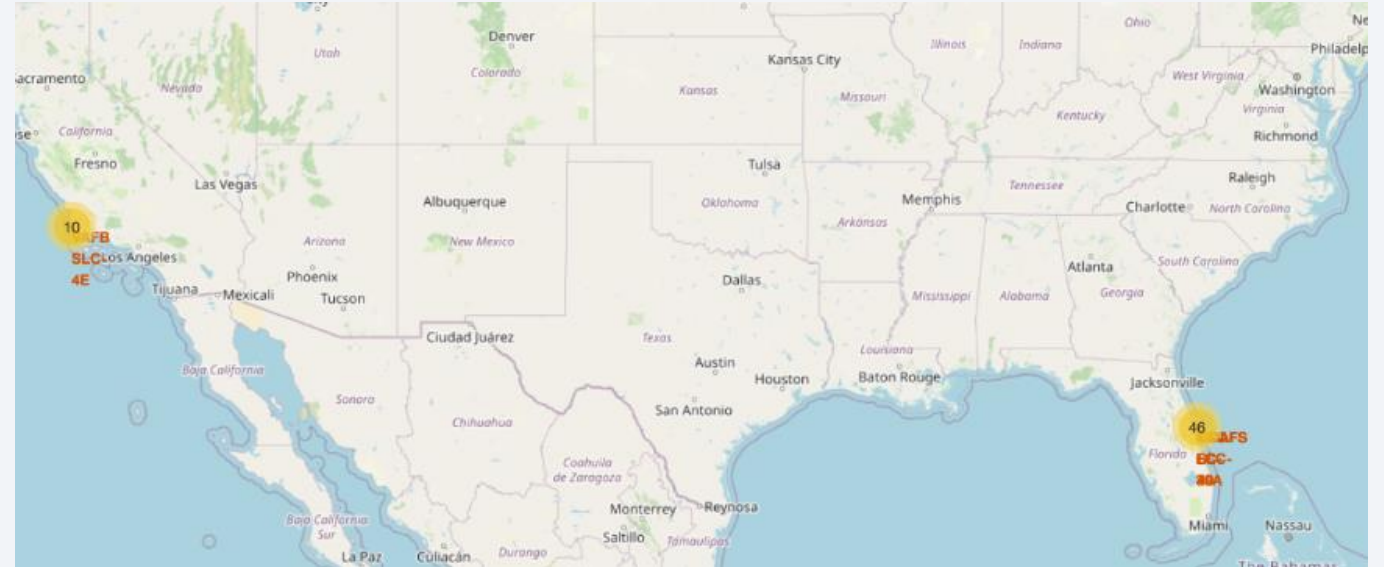 Denver
Kansas City
Ohio
Illinois
Indiana
Utah
Colorado
Philadelp
acramento
Nevada
Kansas
Missouri
West Virginia
Washington
California
Kentucky
Virginia
Richmond
Fresno
Las Vegas
Tulsa
Raleigh
Albuquerque
Oklahoma
Memphis
Tennessee
Charlotte
North Carolina
10
Arizona
New Mexico
Arkansas
SLC-
4E
Los Angeles
Phoenix
Dallas
Atlanta
South Carolina
Tijuana
Mexicali
Tucson
Mississippi
Alabama
Georgia
Ciudad Juárez
Texas
Louisiana
Austin
Houston
Baton Rouge
Jacksonville
Baja California
Sonora
Chihuahua
San Antonio
46
Florida
Coahuila
de Zaragoza
Monterrey
Reynosa
Saltillo
Tamaulipas
Miami
Nassau
Baja California
Sur
La Paz
Culiacán
Durango
The Bahamas